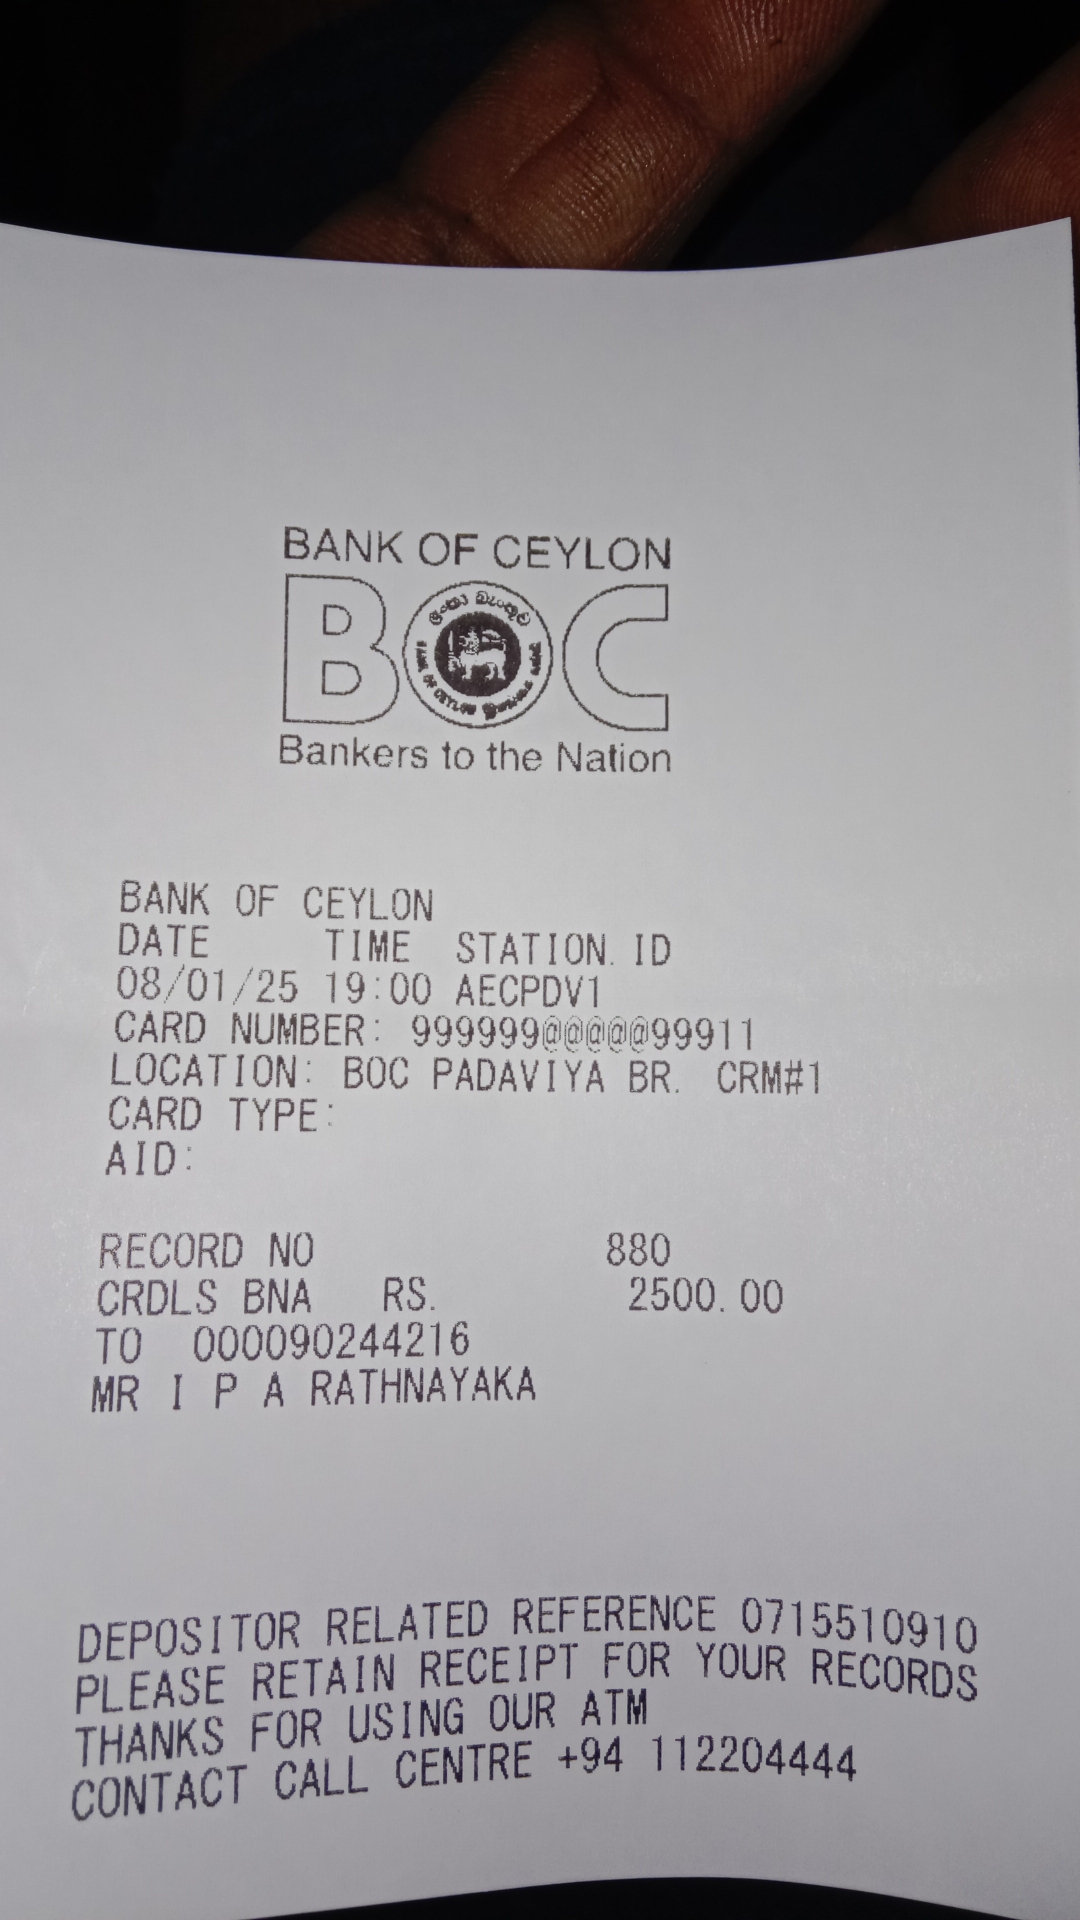 BANK OF CEYLON
BOC
ලංකා බැංකුව
BANK OF CEYLON
Bankers to the Nation
BANK OF CEYLON
DATE TIME STATION ID
08/01/25 19:00 AECPDV1
CARD NUMBER: 999999@@@@@99911
LOCATION: BOC PADAVIYA BR. CRM#1
CARD TYPE:
AID:
RECORD NO 880
CRDLS BNA RS. 2500.00
TO 000090244216
MR I P A RATHNAYAKA
DEPOSITOR RELATED REFERENCE 0715510910
PLEASE RETAIN RECEIPT FOR YOUR RECORDS
THANKS FOR USING OUR ATM
CONTACT CALL CENTRE +94 112204444